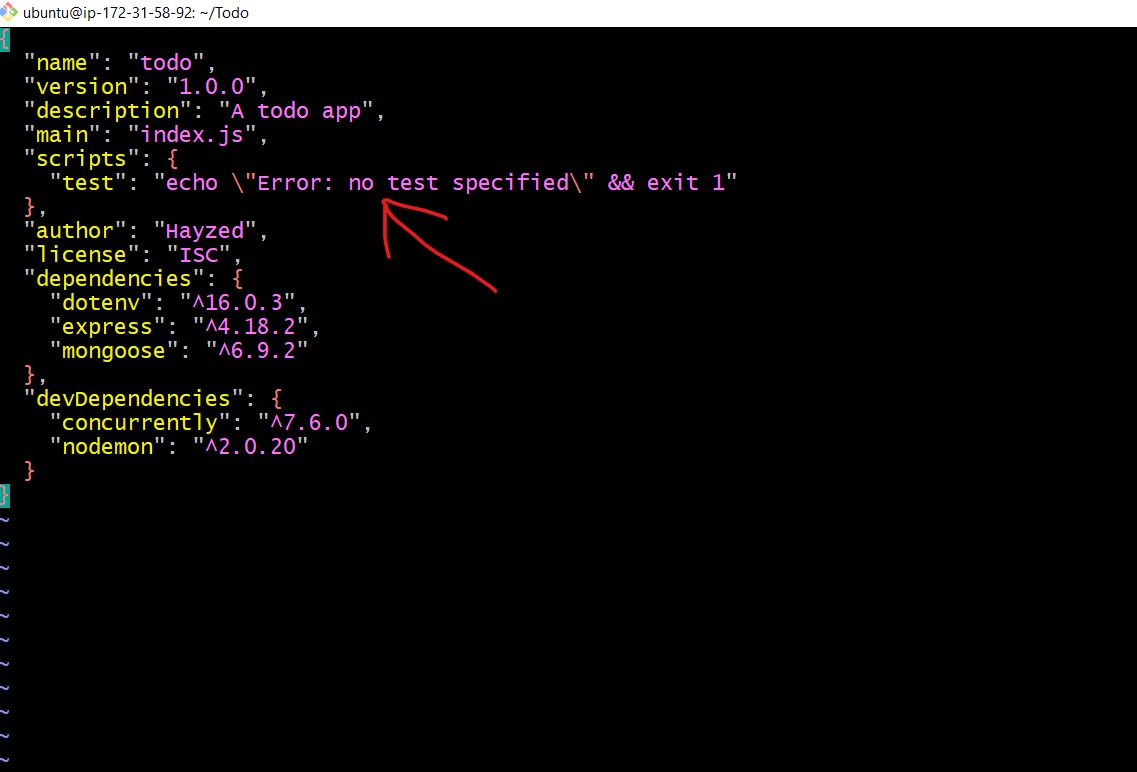 ubuntu@ip-172-31-58-92: ~/Todo
{
  "name": "todo",
  "version": "1.0.0",
  "description": "A todo app",
  "main": "index.js",
  "scripts": {
    "test": "echo \"Error: no test specified\" && exit 1"
  },
  "author": "Hayzed",
  "license": "ISC",
  "dependencies": {
    "dotenv": "^16.0.3",
    "express": "^4.18.2",
    "mongoose": "^6.9.2"
  },
  "devDependencies": {
    "concurrently": "^7.6.0",
    "nodemon": "^2.0.20"
  }
}
~
~
~
~
~
~
~
~
~
~
~